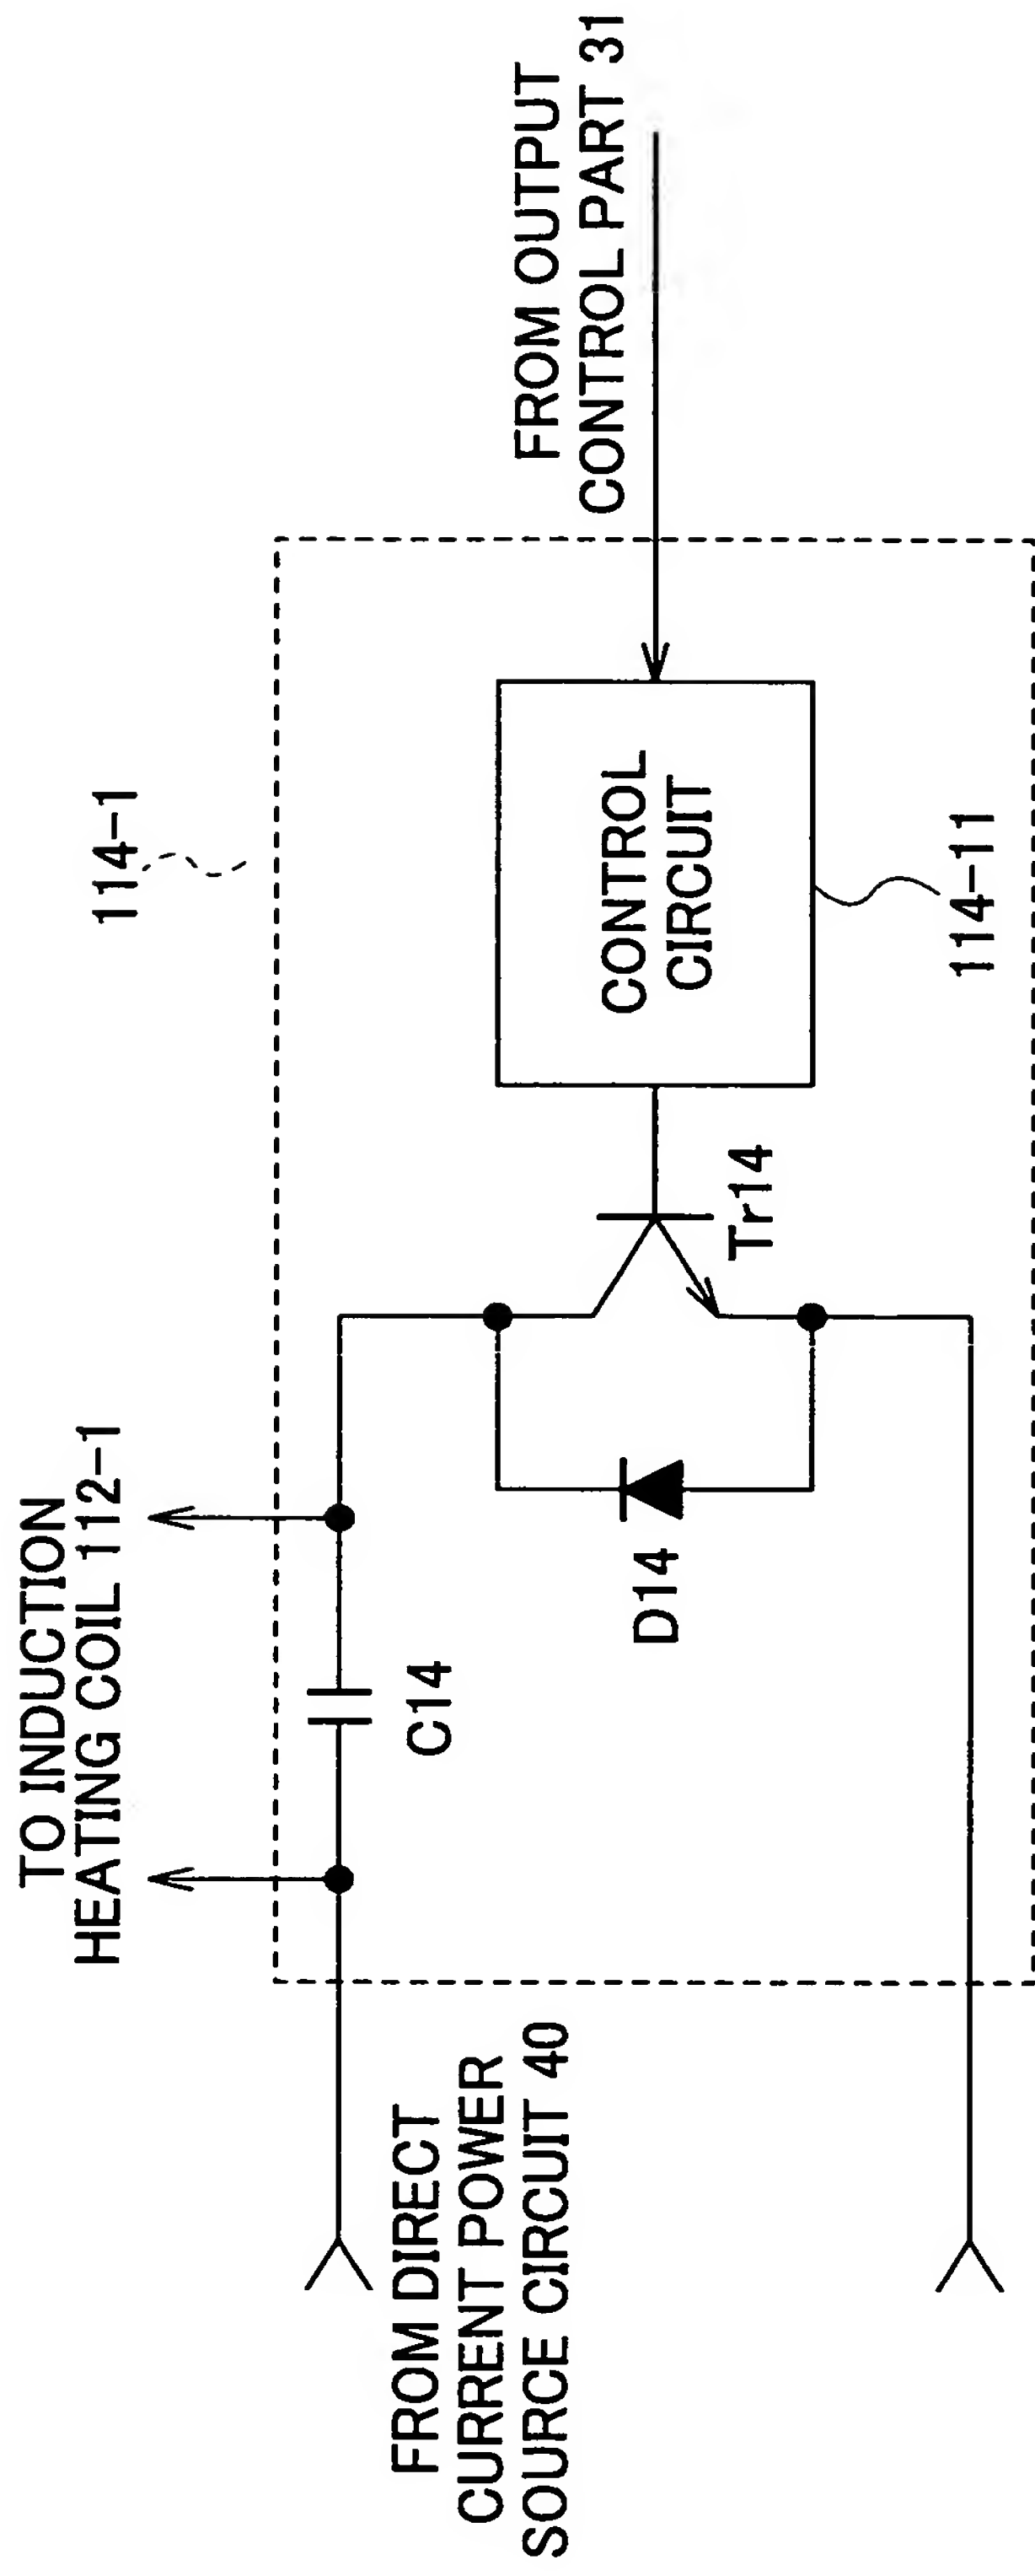 114-1
TO INDUCTION
HEATING COIL 112-1
FROM OUTPUT
CONTROL PART 31
FROM DIRECT
CURRENT POWER
SOURCE CIRCUIT 40
C14
D14
Tr14
CONTROL
CIRCUIT
114-11